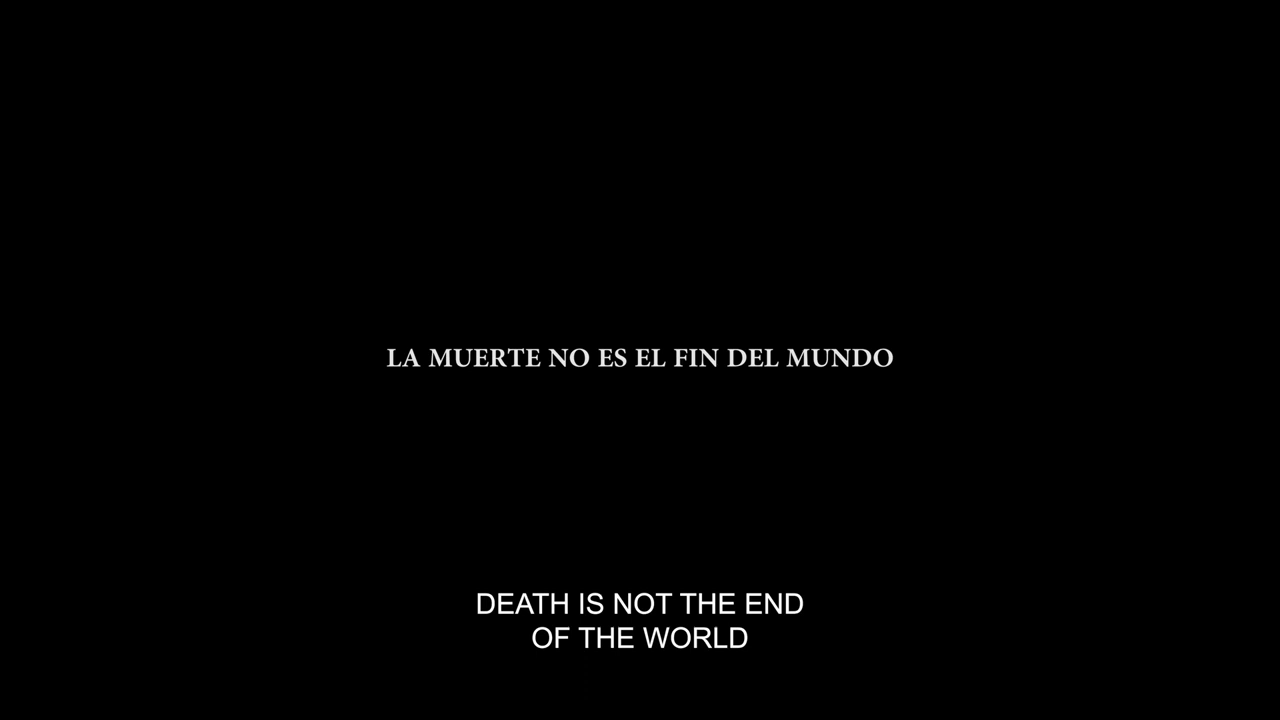 LA MUERTE NO ES EL FIN DEL MUNDO
DEATH IS NOT THE END
OF THE WORLD